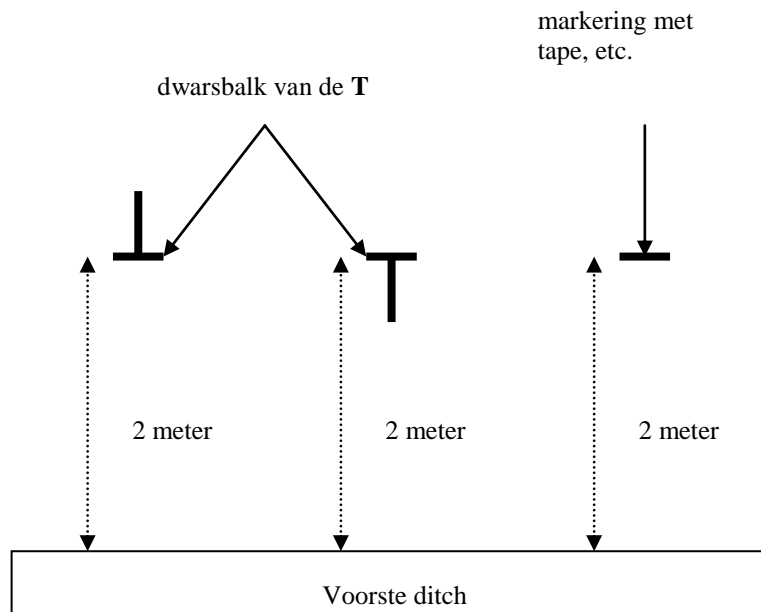 markering met
tape, etc.
dwarsbalk van de T
2 meter
2 meter
2 meter
Voorste ditch